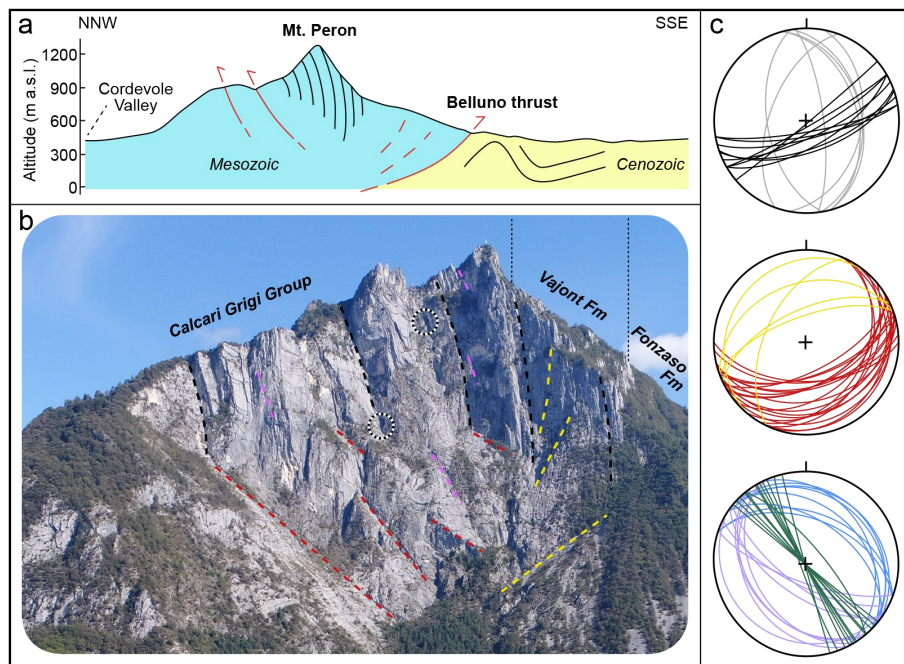 a
NNW
SSE
Mt. Peron
1200
900
600
300
0
Altitude (m a.s.l.)
Cordevole
Valley
Belluno thrust
Mesozoic
Cenozoic
b
Calcari Grigi Group
Vajont Fm
Fonzaso
Fm
c